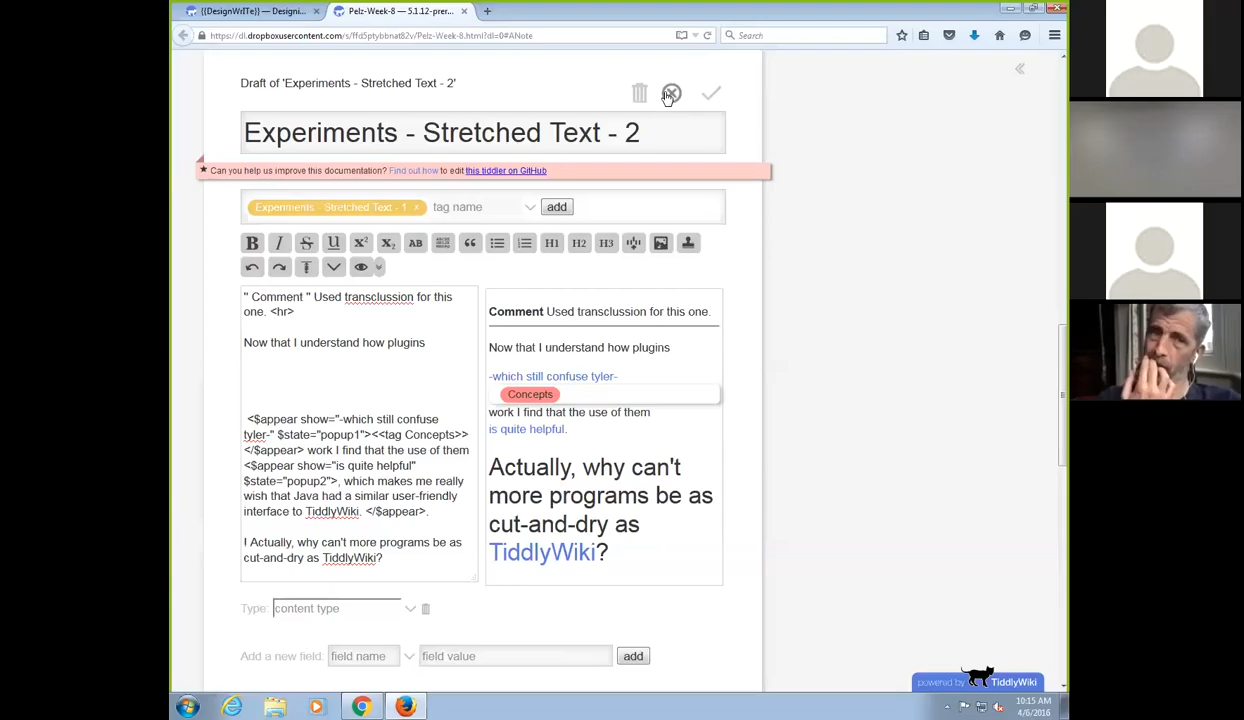 {{DesignWrITe}} — Designi...
Pelz-Week-8 — 5.1.12-prer...
https://dl.dropboxusercontent.com/s/ffd5ptybbnat82v/Pelz-Week-8.html?dl=0#ANote
Search
Draft of 'Experiments - Stretched Text - 2'
Experiments - Stretched Text - 2
Can you help us improve this documentation? Find out how to edit this tiddler on GitHub
Experiments - Stretched Text - 1 × tag name add
B I S U X² X₂ AB H1 H2 H3
" Comment " Used transclussion for this
one. <hr>
Now that I understand how plugins
<$appear show="-which still confuse
tyler-" $state="popup1"><<tag Concepts>>
</$appear> work I find that the use of them
<$appear show="is quite helpful"
$state="popup2">, which makes me really
wish that Java had a similar user-friendly
interface to TiddlyWiki. </$appear>.
! Actually, why can't more programs be as
cut-and-dry as TiddlyWiki?
Comment Used transclussion for this one.
Now that I understand how plugins
-which still confuse tyler-
Concepts
work I find that the use of them
is quite helpful.
Actually, why can't
more programs be as
cut-and-dry as
TiddlyWiki?
Type: content type
Add a new field: field name field value add
powered by TiddlyWiki
10:15 AM
4/6/2016